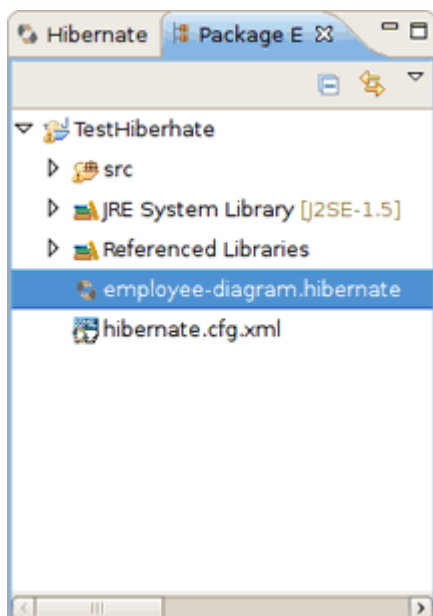 Hibernate Package E
TestHiberhate
src
JRE System Library [J2SE-1.5]
Referenced Libraries
employee-diagram.hibernate
hibernate.cfg.xml